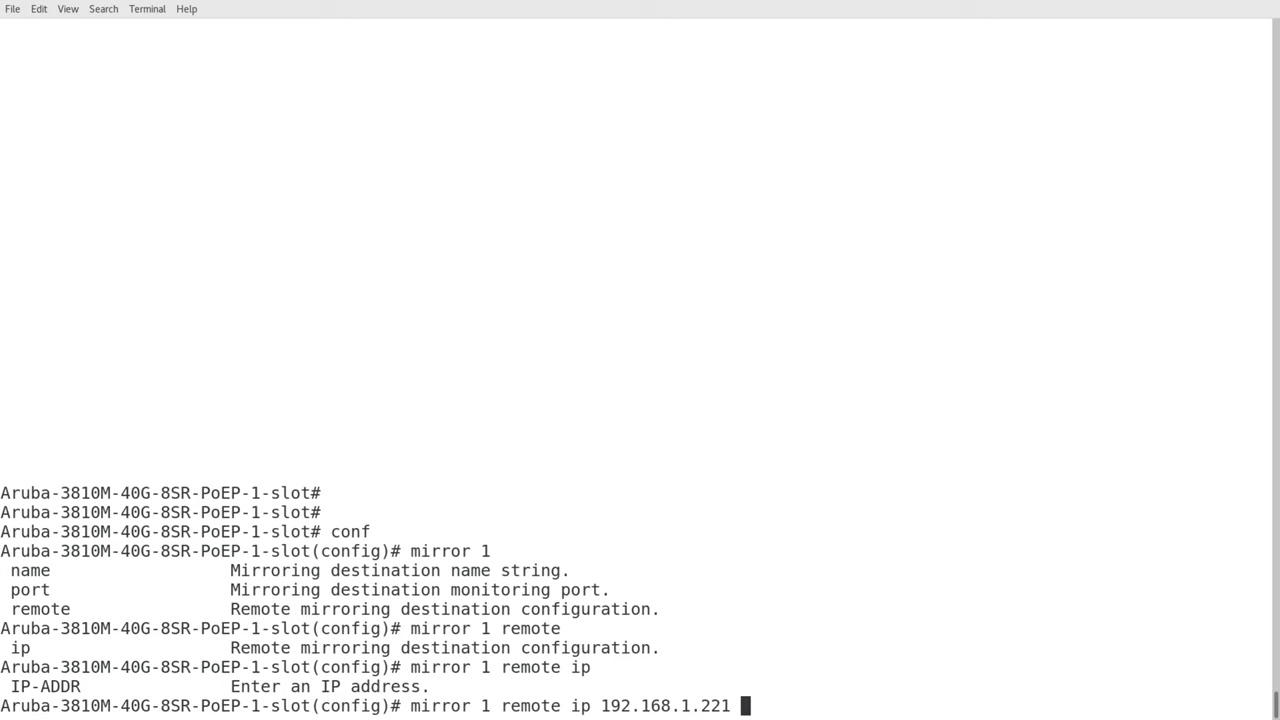 File Edit View Search Terminal Help
Aruba-3810M-40G-8SR-PoEP-1-slot#
Aruba-3810M-40G-8SR-PoEP-1-slot#
Aruba-3810M-40G-8SR-PoEP-1-slot# conf
Aruba-3810M-40G-8SR-PoEP-1-slot(config)# mirror 1
name Mirroring destination name string.
port Mirroring destination monitoring port.
remote Remote mirroring destination configuration.
Aruba-3810M-40G-8SR-PoEP-1-slot(config)# mirror 1 remote
ip Remote mirroring destination configuration.
Aruba-3810M-40G-8SR-PoEP-1-slot(config)# mirror 1 remote ip
IP-ADDR Enter an IP address.
Aruba-3810M-40G-8SR-PoEP-1-slot(config)# mirror 1 remote ip 192.168.1.221